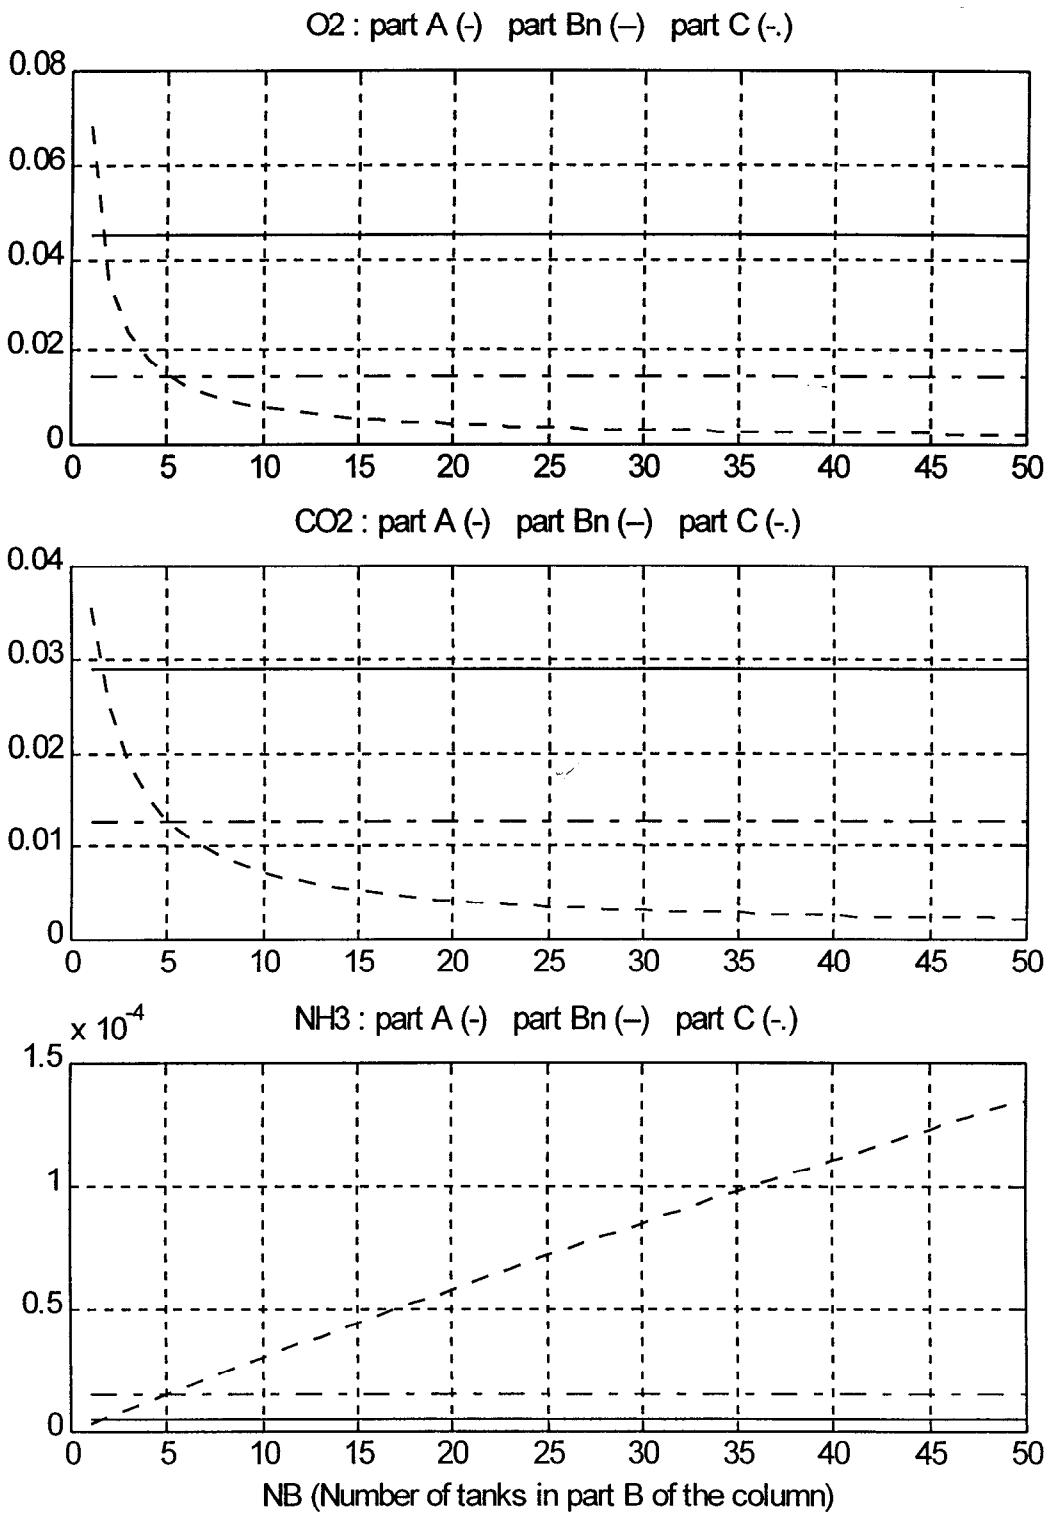 O2 : part A (-) part Bn (--) part C (-.)
0.08
0.06
0.04
0.02
0
0 5 10 15 20 25 30 35 40 45 50
CO2 : part A (-) part Bn (--) part C (-.)
0.04
0.03
0.02
0.01
0
0 5 10 15 20 25 30 35 40 45 50
x 10-4
NH3 : part A (-) part Bn (--) part C (-.)
1.5
1
0.5
0
0 5 10 15 20 25 30 35 40 45 50
NB (Number of tanks in part B of the column)